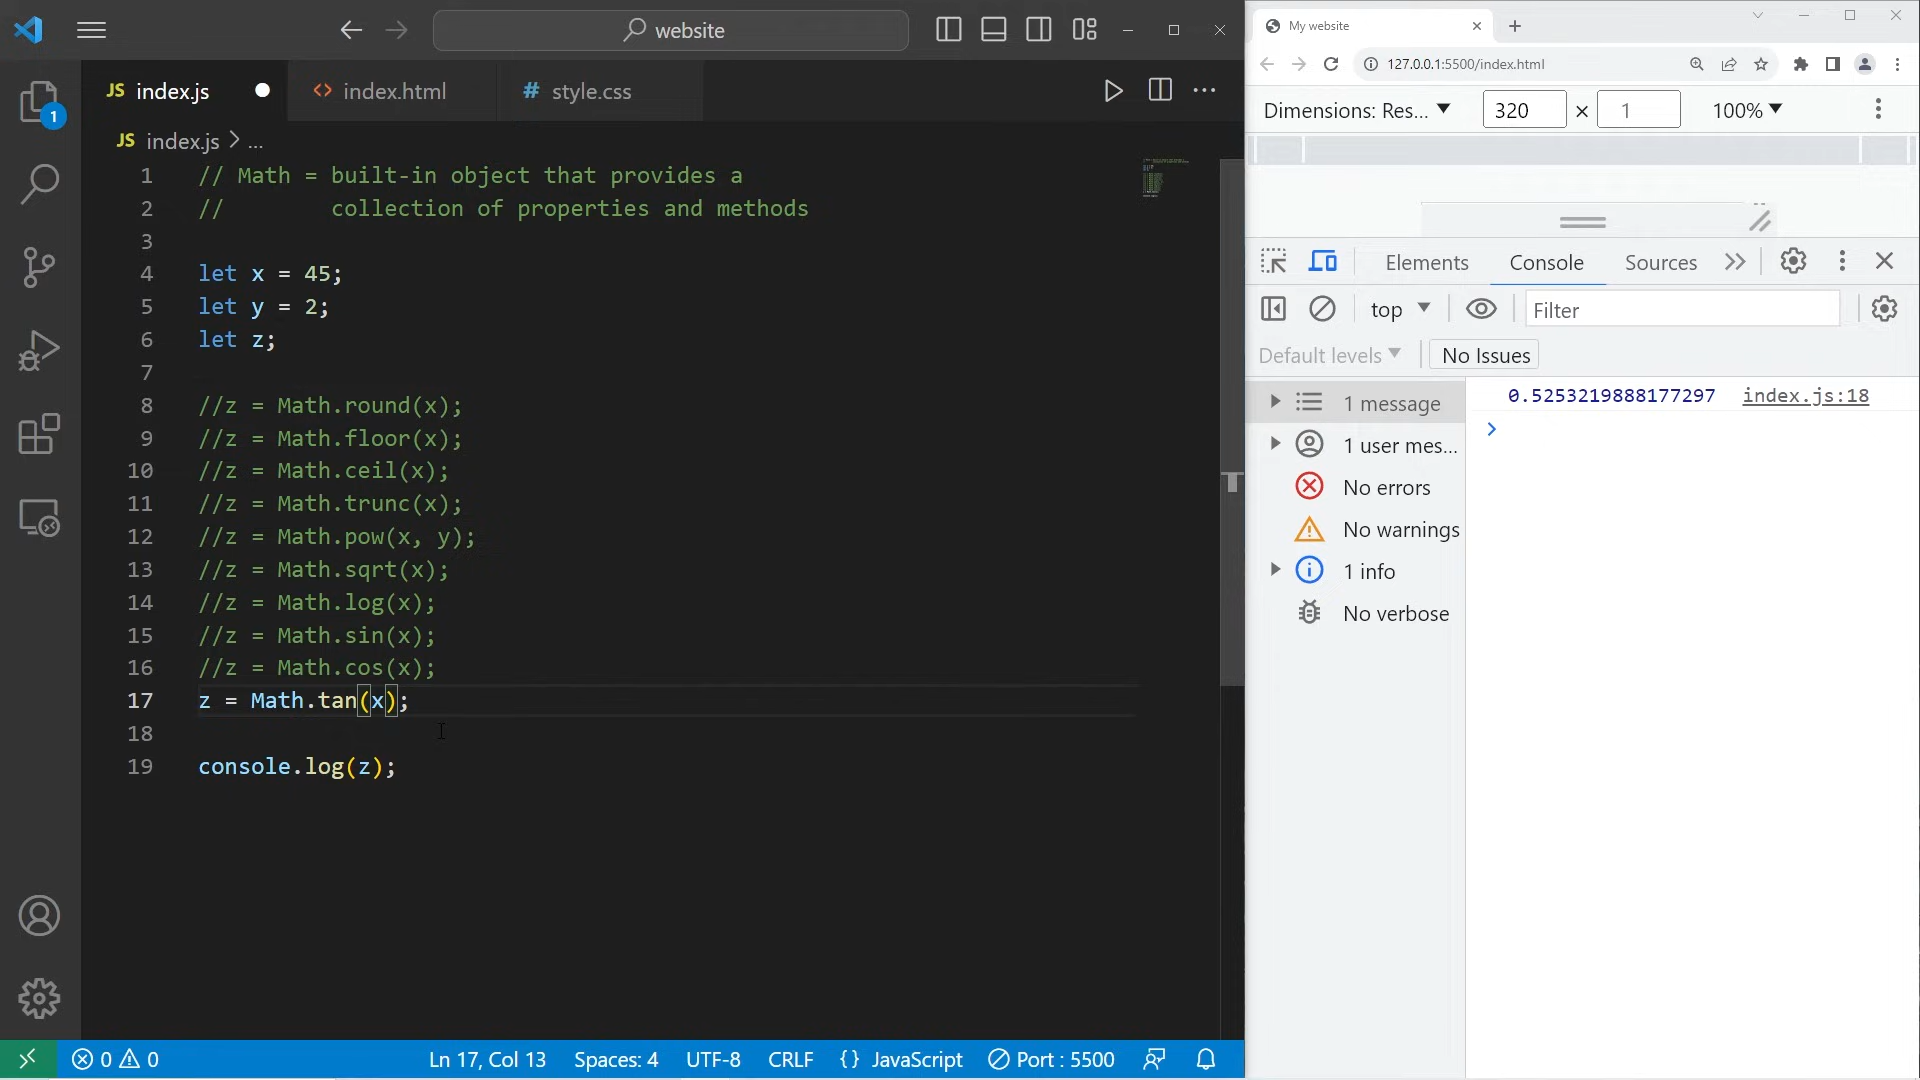 website
JS index.js
<> index.html
# style.css
JS index.js > ...
1 // Math = built-in object that provides a
2 //        collection of properties and methods
3
4 let x = 45;
5 let y = 2;
6 let z;
7
8 //z = Math.round(x);
9 //z = Math.floor(x);
10 //z = Math.ceil(x);
11 //z = Math.trunc(x);
12 //z = Math.pow(x, y);
13 //z = Math.sqrt(x);
14 //z = Math.log(x);
15 //z = Math.sin(x);
16 //z = Math.cos(x);
17 z = Math.tan(x);
18
19 console.log(z);
1
0 0
Ln 17, Col 13
Spaces: 4
UTF-8
CRLF
{} JavaScript
Port : 5500
My website
127.0.0.1:5500/index.html
Dimensions: Res... 320 × 1 100%
Elements Console Sources
top Filter
Default levels No Issues
1 message
1 user mes...
No errors
No warnings
1 info
No verbose
0.5253219888177297 index.js:18